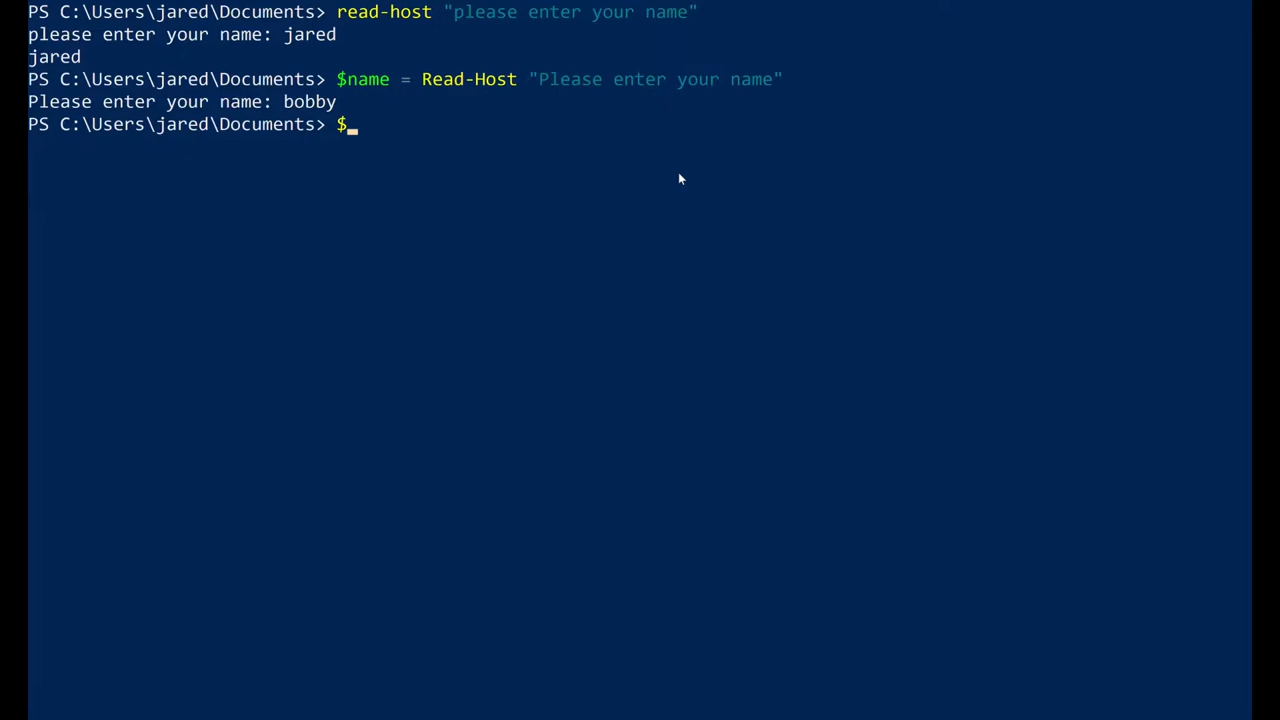 PS C:\Users\jared\Documents> read-host "please enter your name"
please enter your name: jared
jared
PS C:\Users\jared\Documents> $name = Read-Host "Please enter your name"
Please enter your name: bobby
PS C:\Users\jared\Documents> $